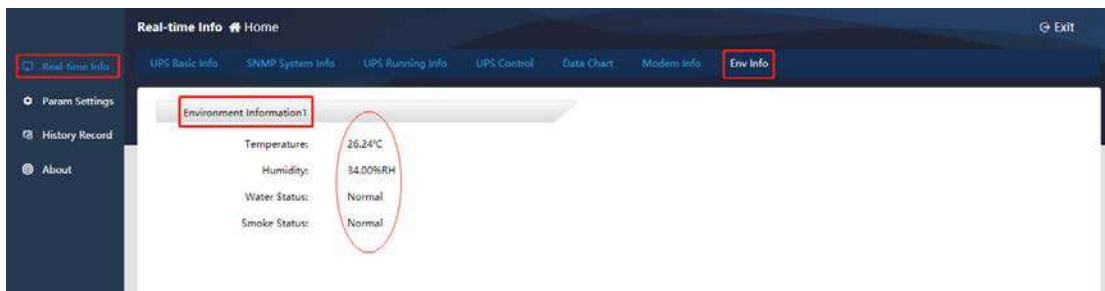 Real-time Info Home
Exit
Real-time Info
Param Settings
History Record
About
UPS Basic Info SNMP System Info UPS Running Info UPS Control Data Chart Modem Info Env Info
Environment Information1
Temperature: 26.24°C
Humidity: 34.00%RH
Water Status: Normal
Smoke Status: Normal